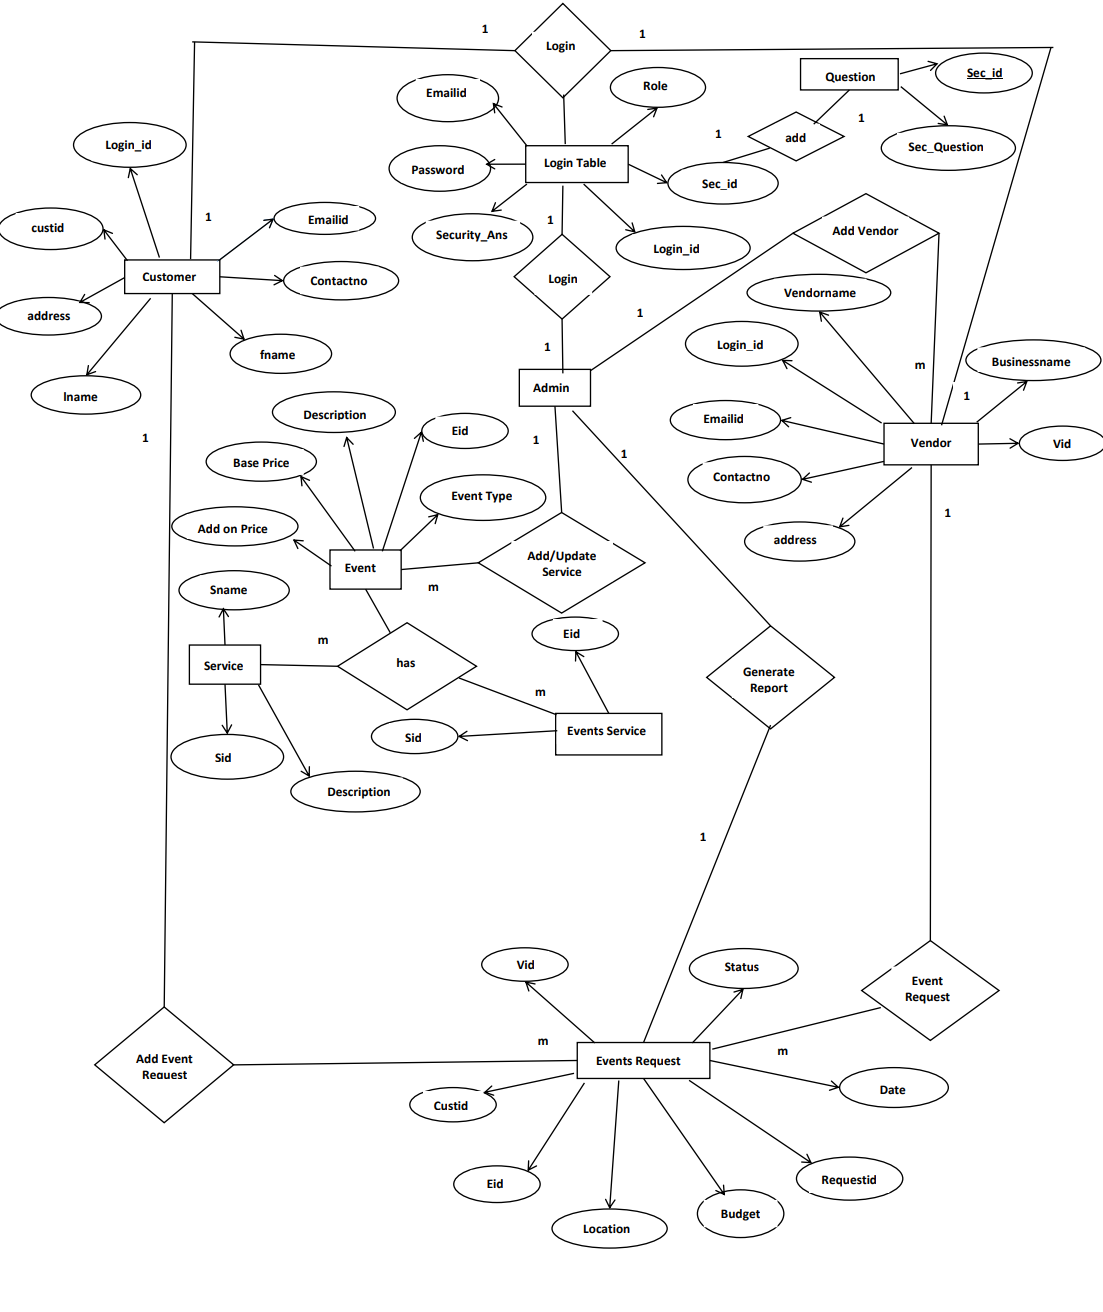 1
Login
1
Question
Sec_id
Emailid
Role
1
add
1
Sec_Question
Login_id
Password
Login Table
Sec_id
custid
1
Emailid
Security_Ans
1
Login_id
Add Vendor
Customer
Contactno
Login
Vendorname
address
1
fname
1
Login_id
Businessname
lname
Admin
m
1
Description
Eid
1
Emailid
Vendor
Vid
1
1
Base Price
Contactno
Event Type
Add on Price
1
address
Event
Add/Update
Service
Sname
m
m
Eid
Service
has
Generate
Report
m
Events Service
Sid
Sid
Description
1
Vid
Status
Event
Request
m
m
Add Event
Request
Events Request
Date
Custid
Eid
Requestid
Location
Budget